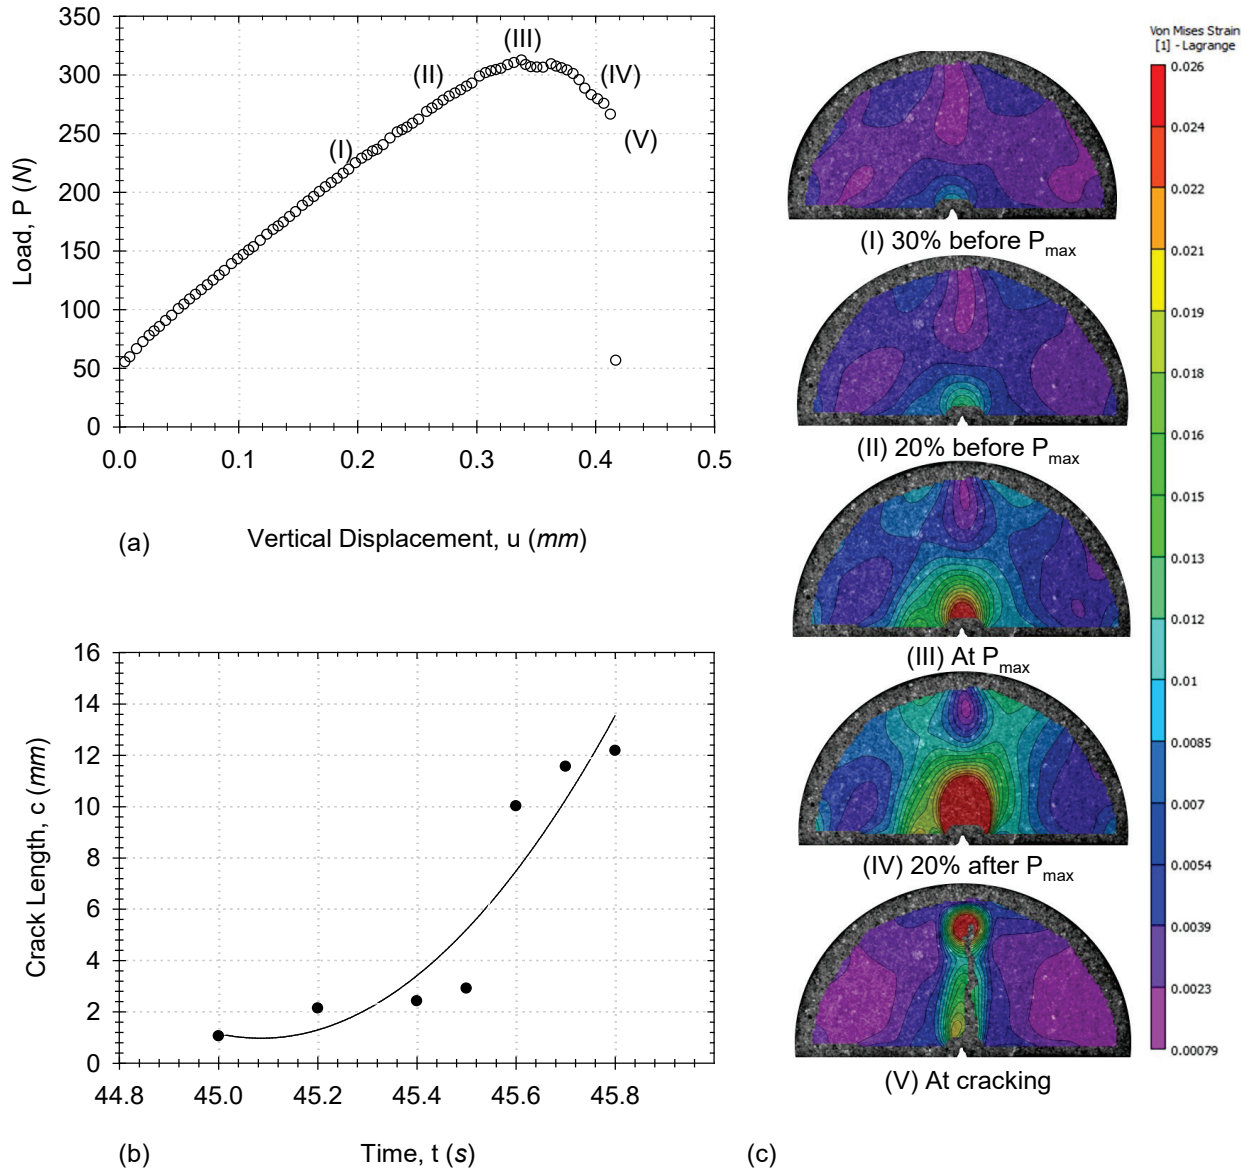 350
300
250
200
150
100
50
0
Load, P (N)
(I)
(II)
(III)
(IV)
(V)
0.0 0.1 0.2 0.3 0.4 0.5
(a) Vertical Displacement, u (mm)
16
14
12
10
8
6
4
2
0
Crack Length, c (mm)
44.8 45.0 45.2 45.4 45.6 45.8
(b) Time, t (s)
(I) 30% before Pmax
(II) 20% before Pmax
(III) At Pmax
(IV) 20% after Pmax
(V) At cracking
(c)
Von Mises Strain
[1] - Lagrange
0.026
0.024
0.022
0.021
0.019
0.018
0.016
0.015
0.013
0.012
0.01
0.0085
0.007
0.0054
0.0039
0.0023
0.00079